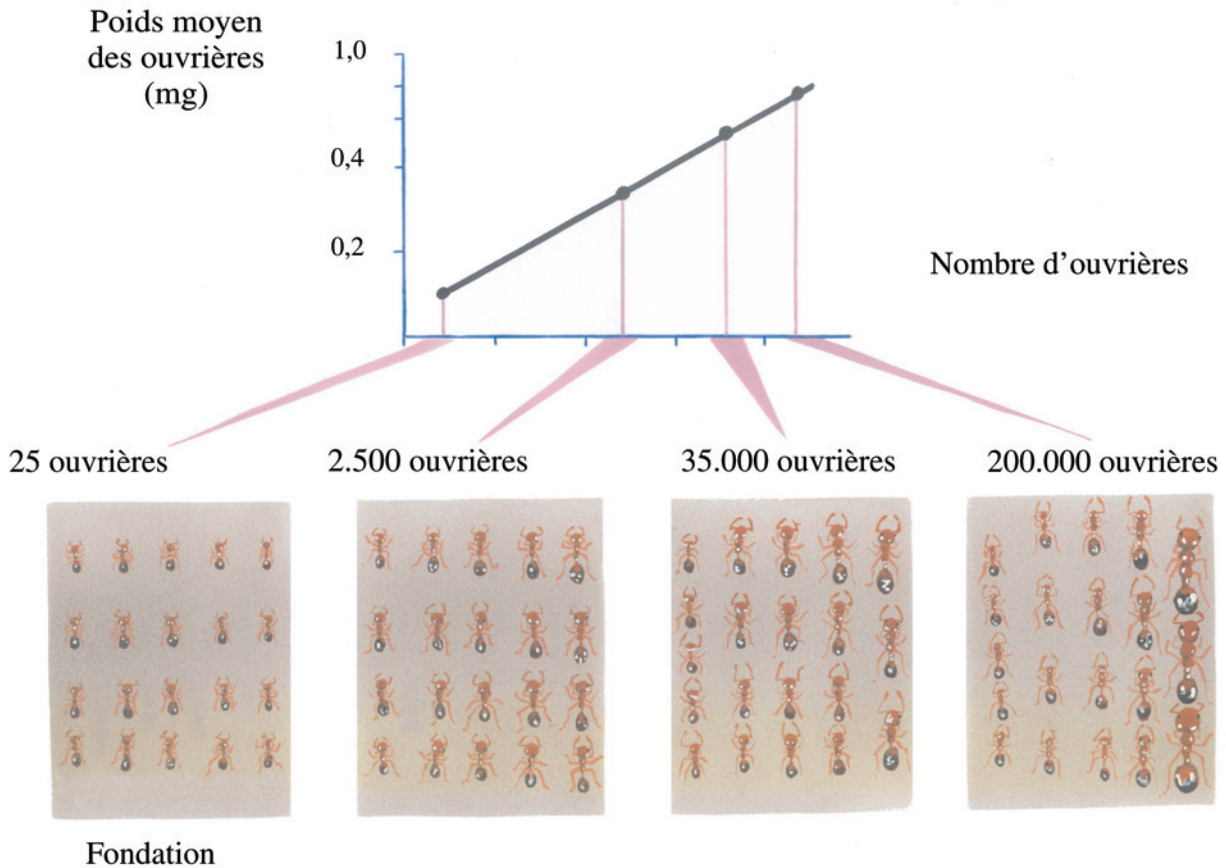 Poids moyen
des ouvrières
(mg)
1,0
0,4
0,2
Nombre d’ouvrières
25 ouvrières
2.500 ouvrières
35.000 ouvrières
200.000 ouvrières
Fondation